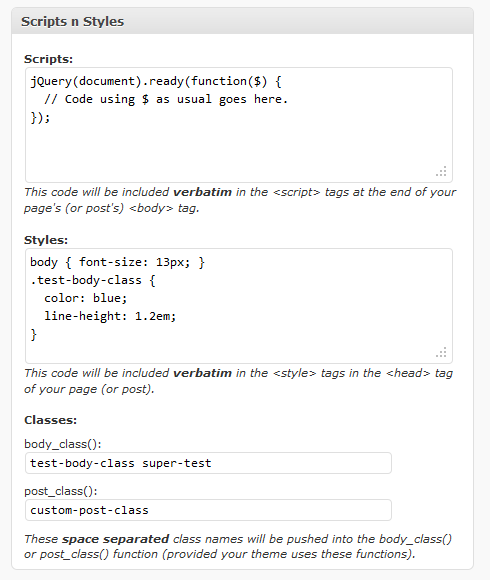 Scripts n Styles
Scripts:
jQuery(document).ready(function($) {
  // Code using $ as usual goes here.
});
This code will be included verbatim in the <script> tags at the end of your
page's (or post's) <body> tag.
Styles:
body { font-size: 13px; }
.test-body-class {
  color: blue;
  line-height: 1.2em;
}
This code will be included verbatim in the <style> tags in the <head> tag
of your page (or post).
Classes:
body_class():
test-body-class super-test
post_class():
custom-post-class
These space separated class names will be pushed into the body_class()
or post_class() function (provided your theme uses these functions).